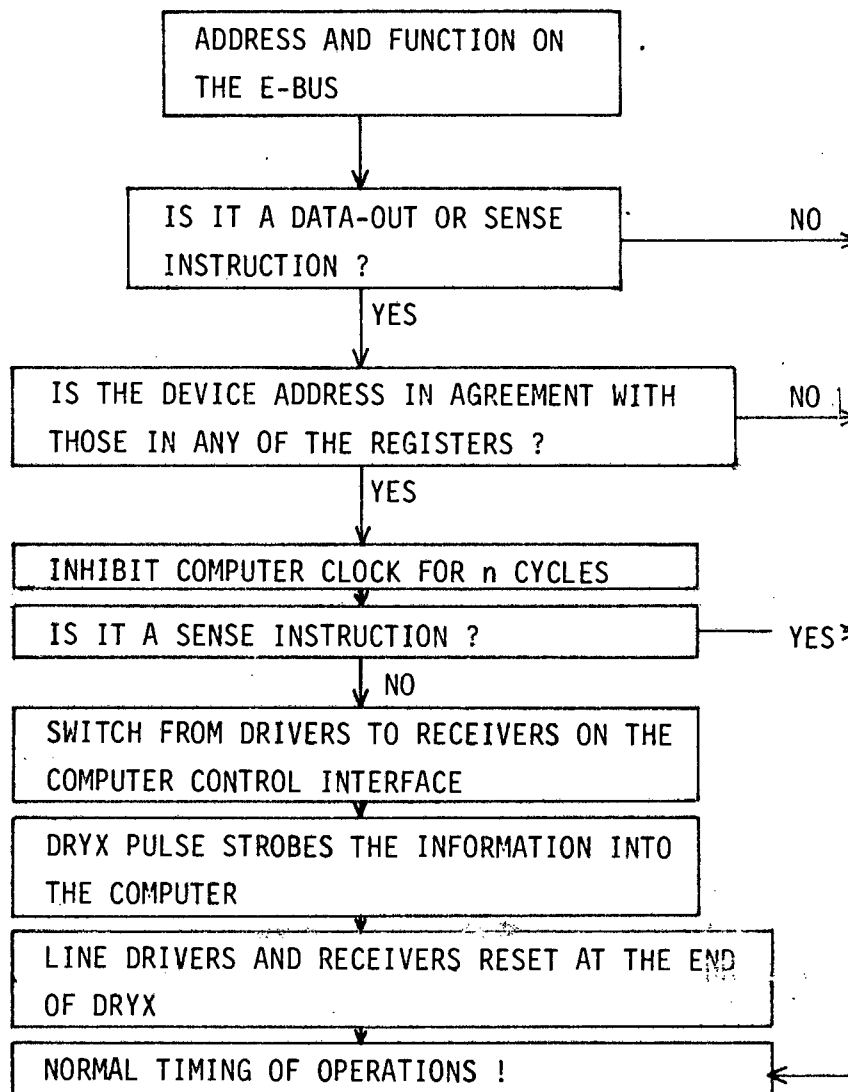 ADDRESS AND FUNCTION ON
THE E-BUS
IS IT A DATA-OUT OR SENSE
INSTRUCTION ?
NO
YES
IS THE DEVICE ADDRESS IN AGREEMENT WITH
THOSE IN ANY OF THE REGISTERS ?
NO
YES
INHIBIT COMPUTER CLOCK FOR n CYCLES
IS IT A SENSE INSTRUCTION ?
YES
NO
SWITCH FROM DRIVERS TO RECEIVERS ON THE
COMPUTER CONTROL INTERFACE
DRYX PULSE STROBES THE INFORMATION INTO
THE COMPUTER
LINE DRIVERS AND RECEIVERS RESET AT THE END
OF DRYX
NORMAL TIMING OF OPERATIONS !